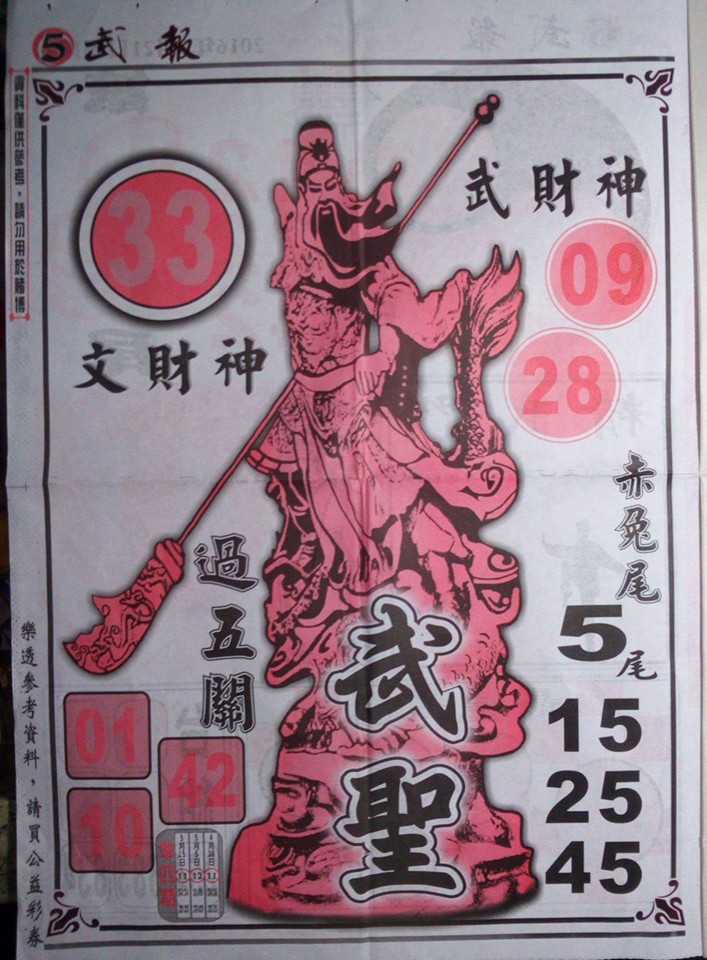 5 武報
資料僅供參考，請勿用於賭博
33
文財神
武財神
09
28
赤兔尾
5尾
15
25
45
過五關
01
10
42
武聖
樂透參考資料，請買公益彩券